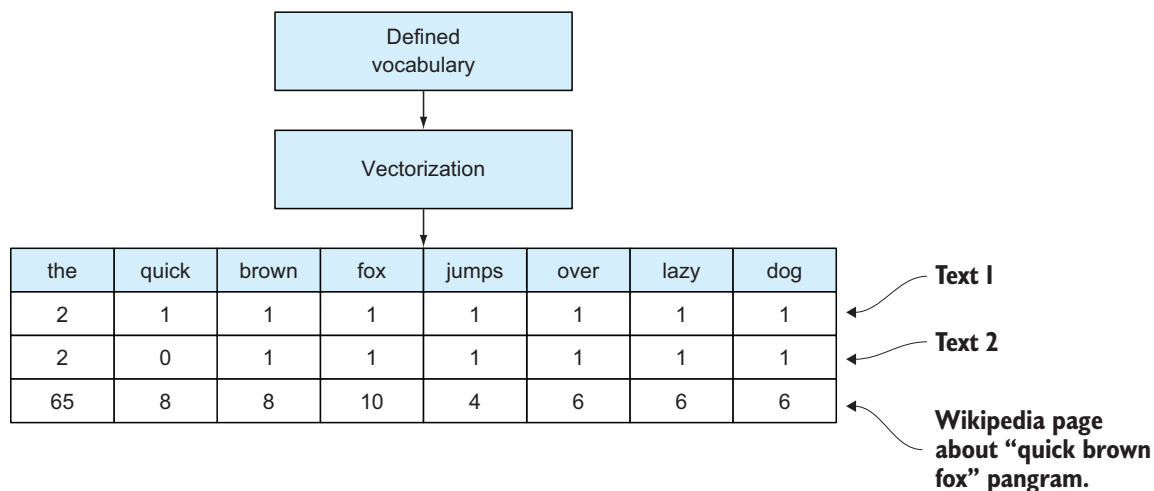 Defined
vocabulary
Vectorization
the quick brown fox jumps over lazy dog
2 1 1 1 1 1 1 1
2 0 1 1 1 1 1 1
65 8 8 10 4 6 6 6
Text 1
Text 2
Wikipedia page
about “quick brown
fox” pangram.